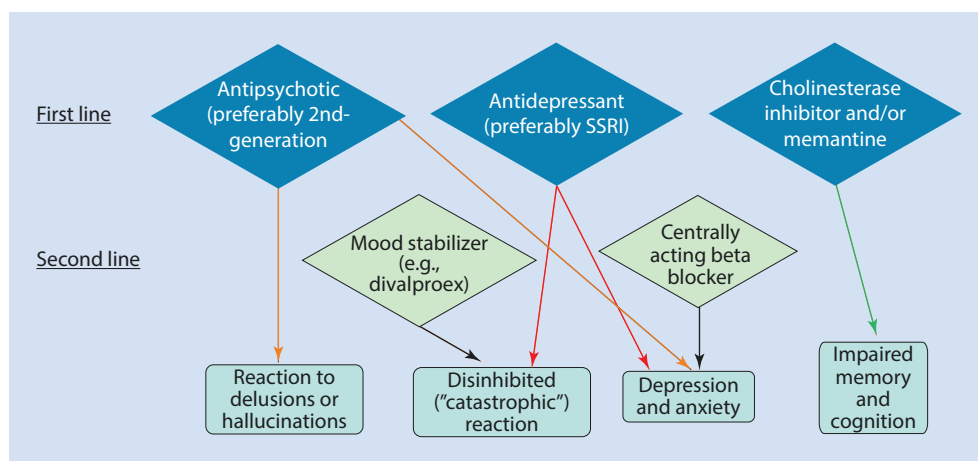 First line
Antipsychotic
(preferably 2nd-
generation
Antidepressant
(preferably SSRI)
Cholinesterase
inhibitor and/or
memantine
Second line
Mood stabilizer
(e.g.,
divalproex)
Centrally
acting beta
blocker
Reaction to
delusions or
hallucinations
Disinhibited
("catastrophic")
reaction
Depression
and anxiety
Impaired
memory
and
cognition